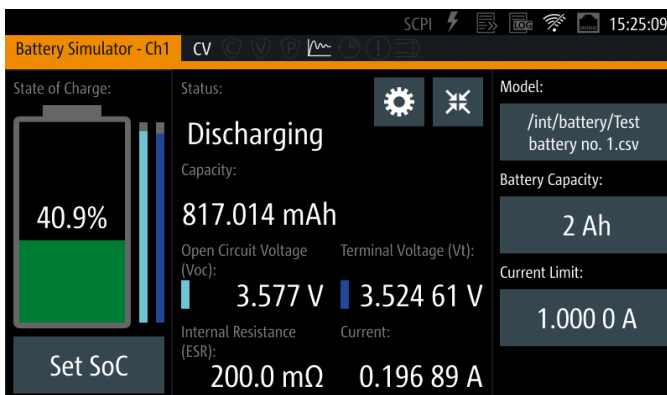 SCPI LOG 15:25:09
Battery Simulator - Ch1 CV C V P
State of Charge:
40.9%
Set SoC
Status:
Discharging
Capacity:
817.014 mAh
Open Circuit Voltage
(Voc):
3.577 V
Terminal Voltage (Vt):
3.524 61 V
Internal Resistance
(ESR):
200.0 mΩ
Current:
0.196 89 A
Model:
/int/battery/Test
battery no. 1.csv
Battery Capacity:
2 Ah
Current Limit:
1.000 0 A